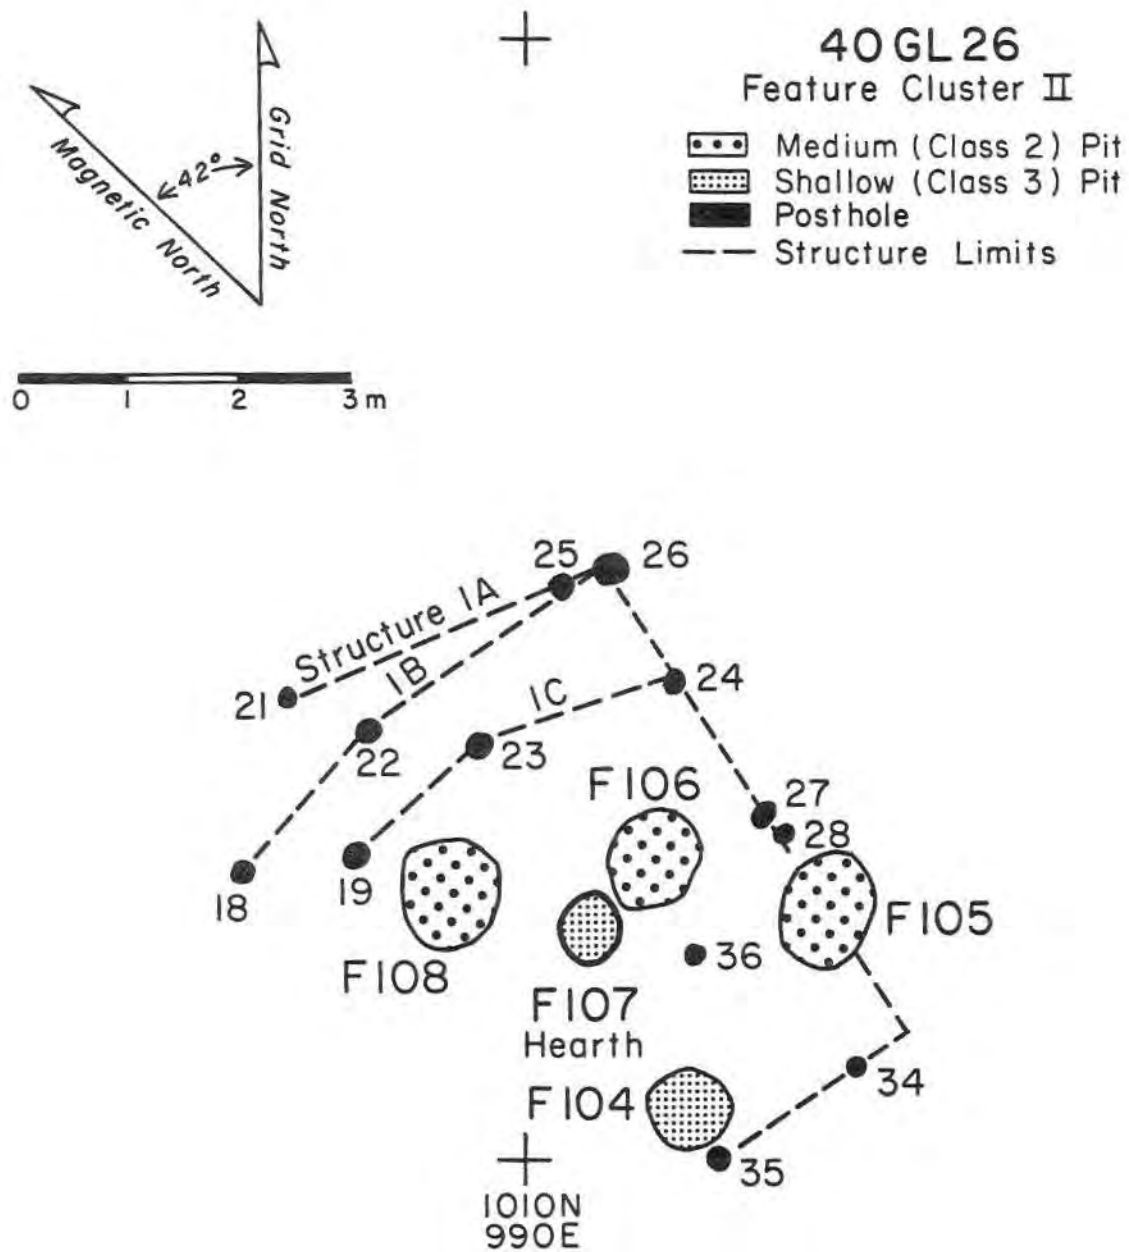 40GL26
Feature Cluster II
Medium (Class 2) Pit
Shallow (Class 3) Pit
Posthole
Structure Limits
Grid North
42°
Magnetic North
0 1 2 3 m
25 26
Structure 1A
1B
21
24
1C
22
23
F106
27
28
18
19
F105
F108
36
F107
Hearth
34
F104
35
1010N
990E